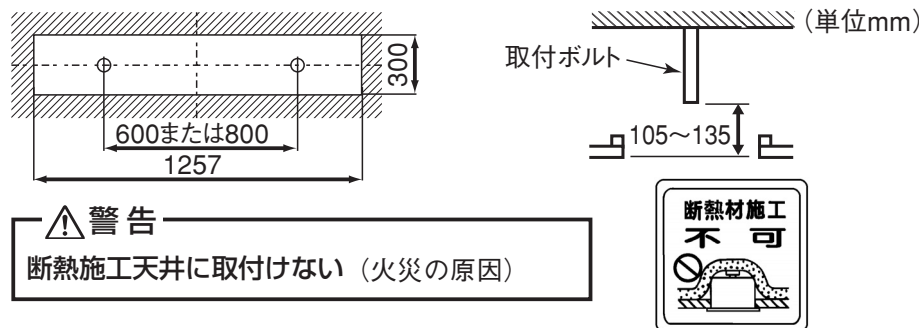 (単位mm)
取付ボルト
300
600または800
1257
105〜135
警告
断熱施工天井に取付けない（火災の原因）
断熱材施工
不可